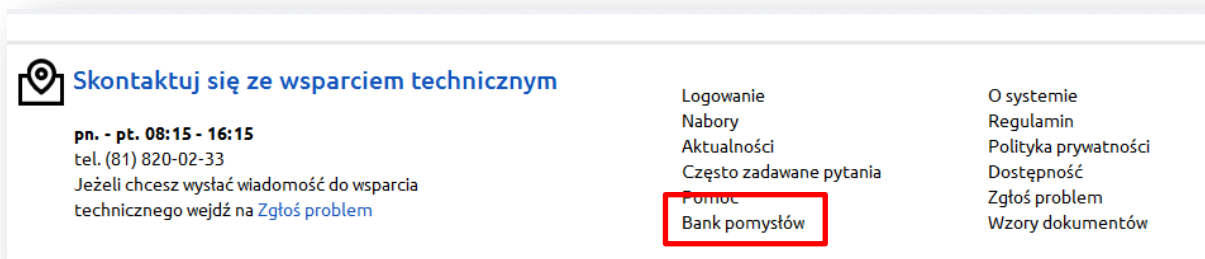 Skontaktuj się ze wsparciem technicznym
pn. - pt. 08:15 - 16:15
tel. (81) 820-02-33
Jeżeli chcesz wysłać wiadomość do wsparcia
technicznego wejdź na Zgłoś problem
Logowanie
Nabory
Aktualności
Często zadawane pytania
Pomoc
Bank pomysłów
O systemie
Regulamin
Polityka prywatności
Dostępność
Zgłoś problem
Wzory dokumentów